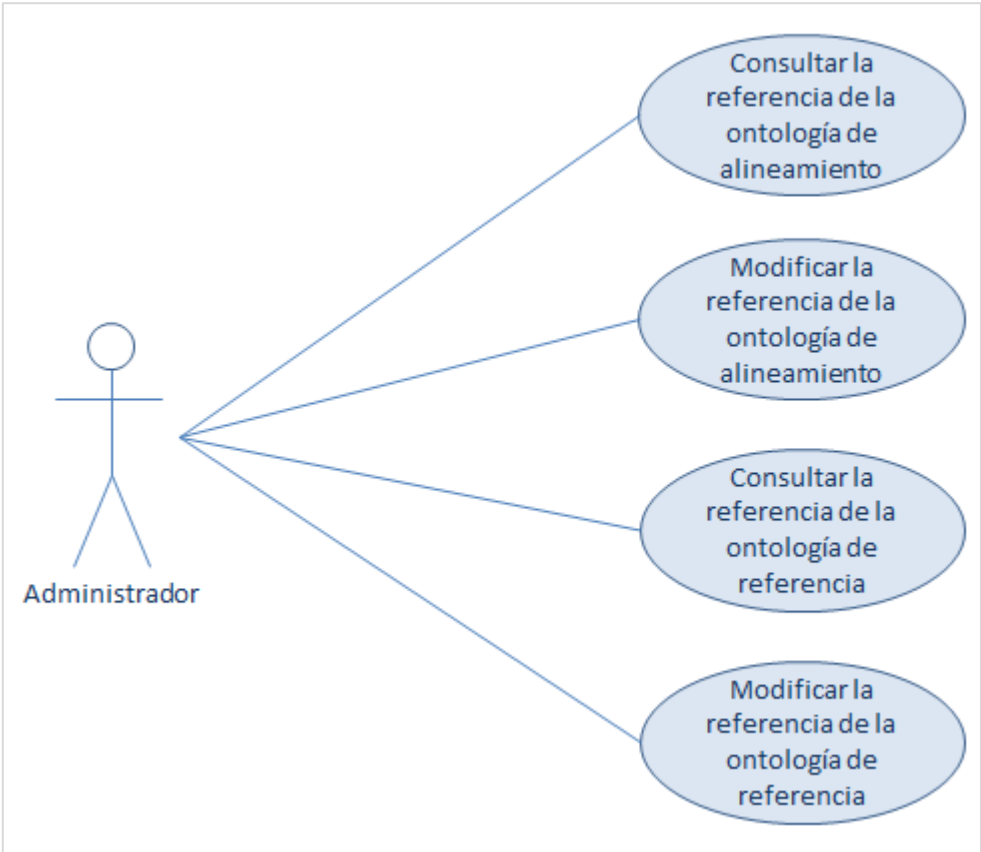 Consultar la
referencia de la
ontología de
alineamiento
Modificar la
referencia de la
ontología de
alineamiento
Consultar la
referencia de la
ontología de
referencia
Modificar la
referencia de la
ontología de
referencia
Administrador